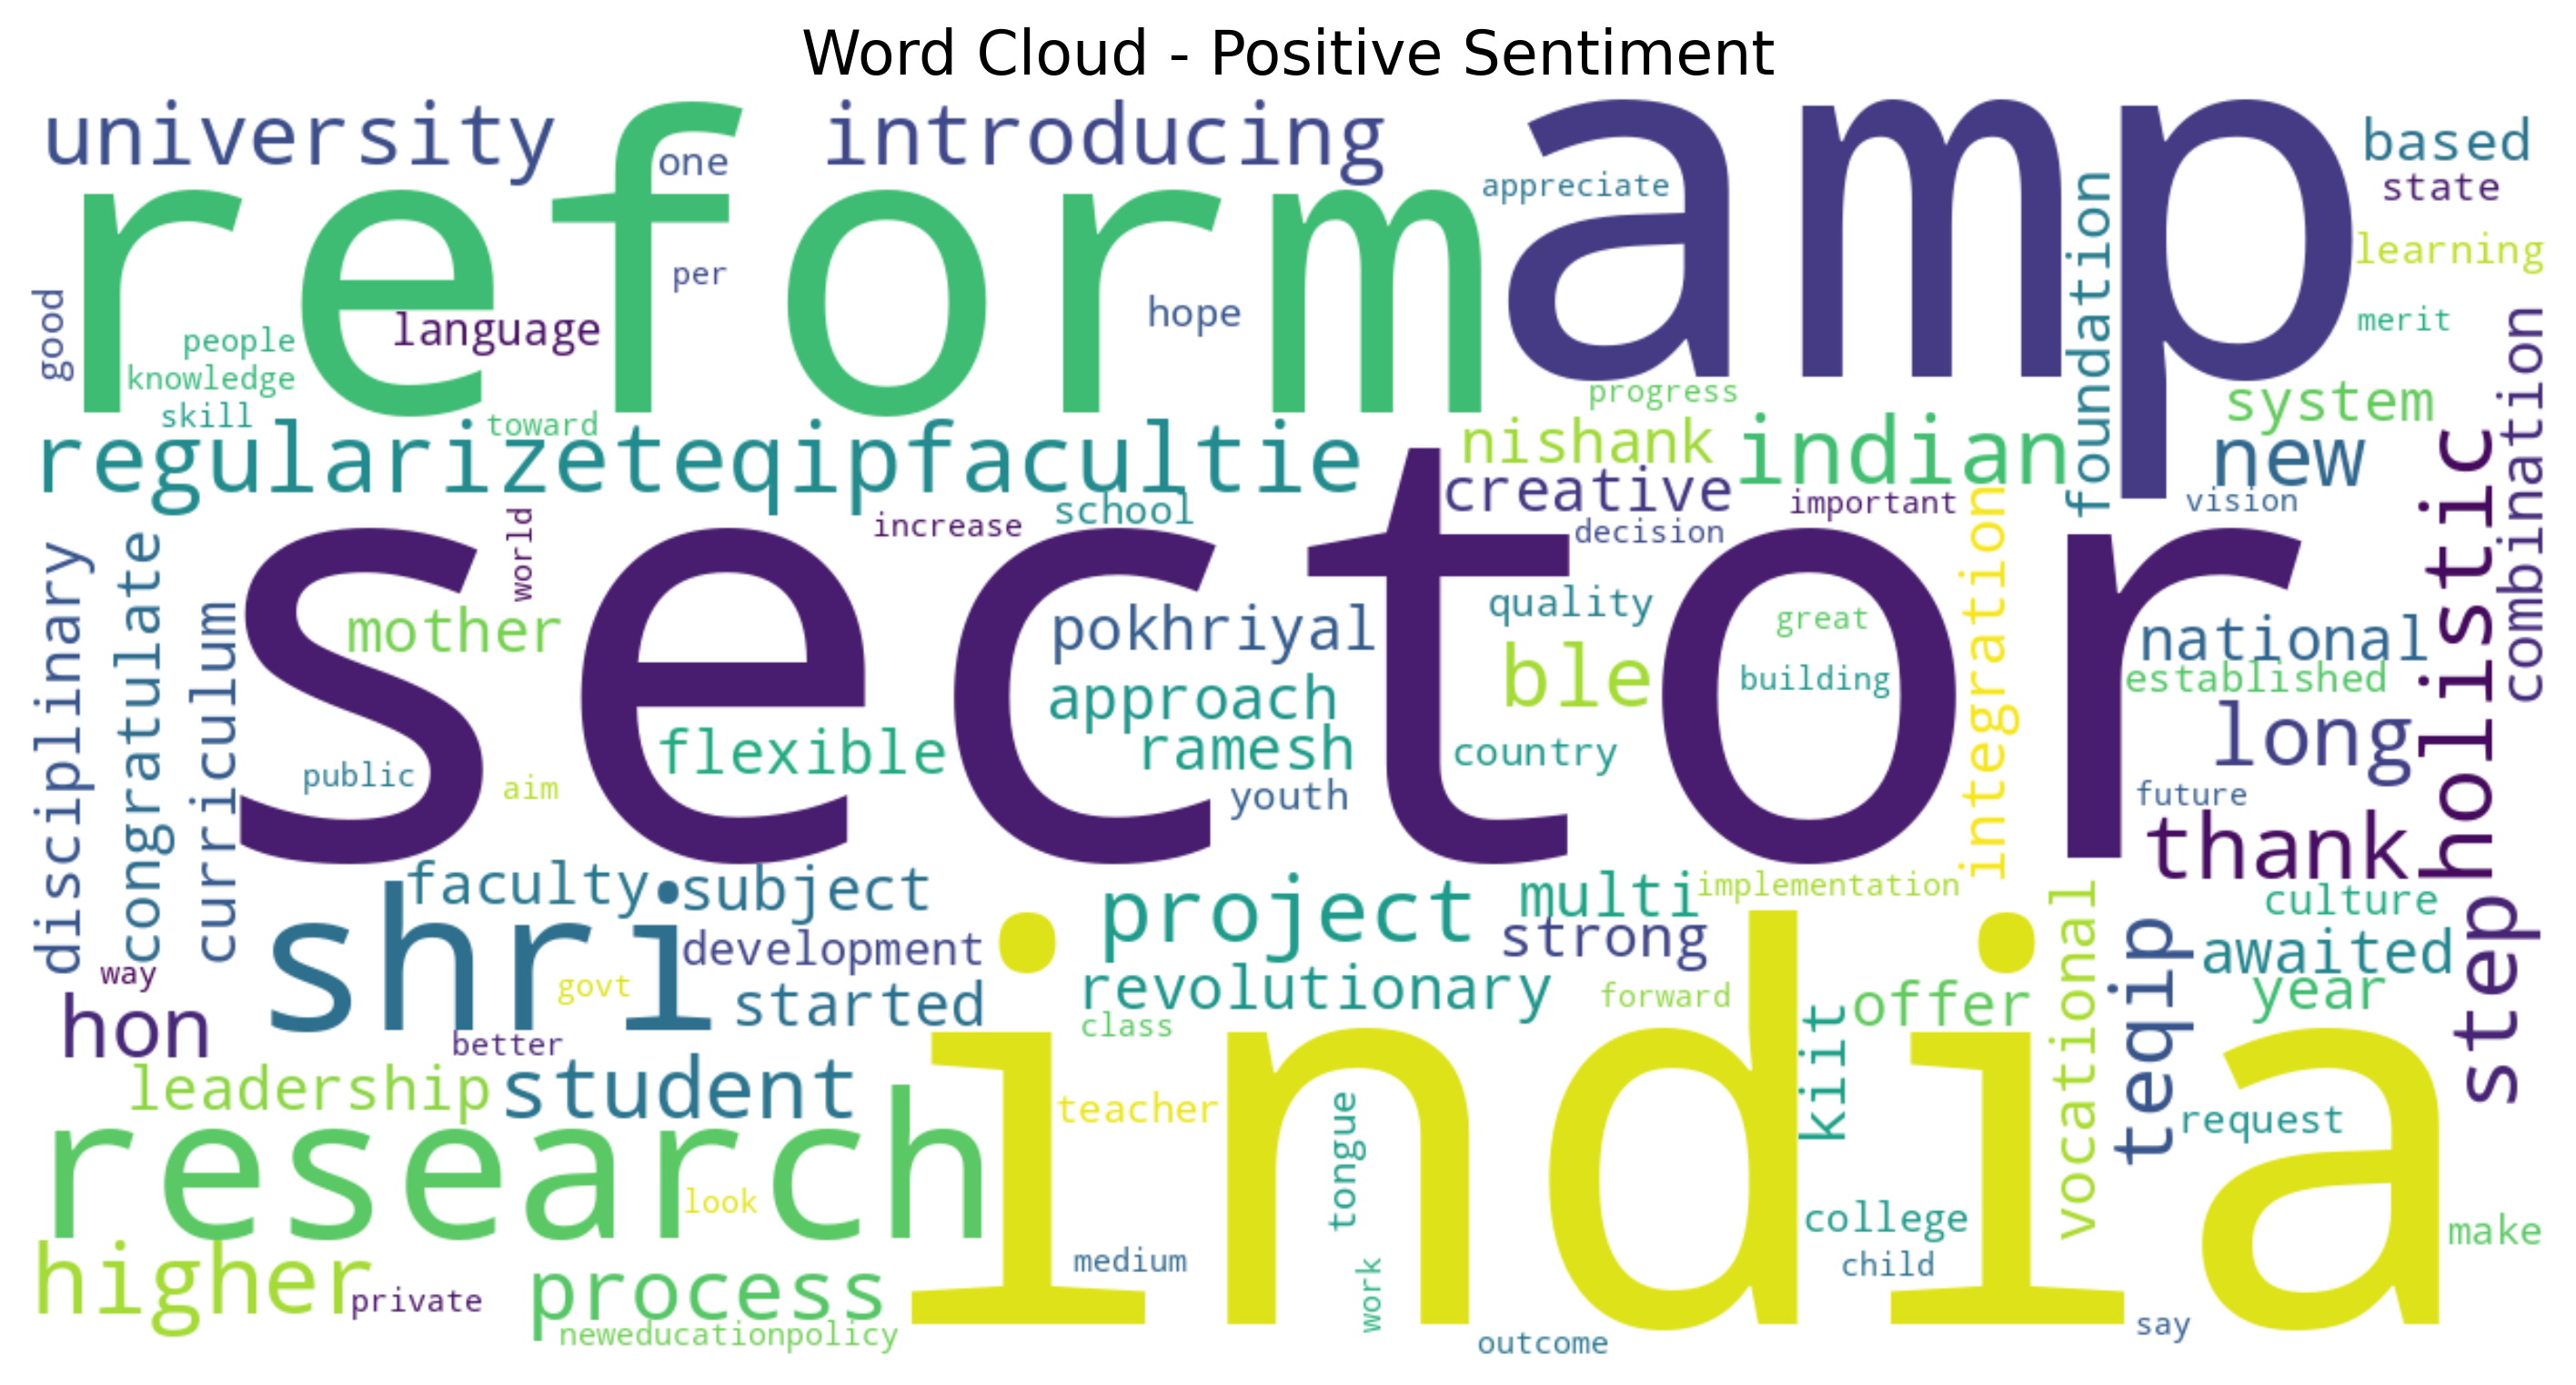 Word Cloud - Positive Sentiment
university
introducing
amp
based
one
reform
appreciate
state
learning
foundation
per
hope
good
people
language
merit
knowledge
skill
toward
progress
system
combination
regularizeteqipfacultie
nishank
indian
new
creative
important
vision
school
increase
decision
world
sector
integration
holistic
disciplinary
congratulate
curriculum
mother
pokhriyal
quality
great
national
ble
building
established
approach
flexible
ramesh
country
long
public
aim
youth
future
thank
faculty
subject
project
multi
implementation
culture
shri
development
strong
vocational
teqip
awaited
step
way
govt
started
revolutionary
forward
offer
year
hon
better
class
kiit
india
leadership
student
teacher
tongue
request
research
look
college
make
higher
private
process
medium
work
child
say
neweducationpolicy
outcome